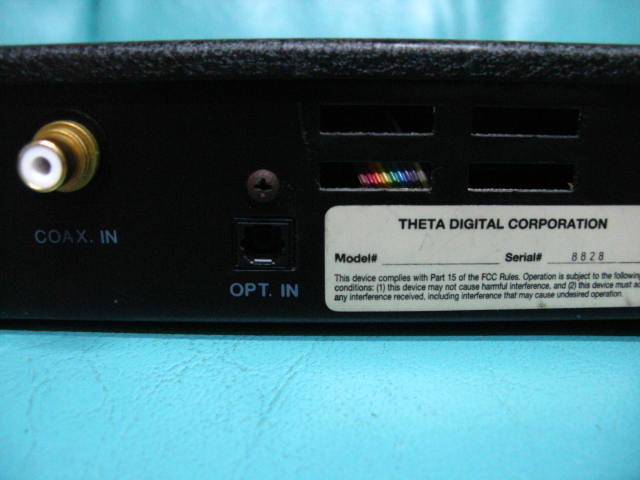 COAX. IN
OPT. IN
THETA DIGITAL CORPORATION
Model# Serial# 8828
This device complies with Part 15 of the FCC Rules. Operation is subject to the following
conditions: (1) this device may not cause harmful interference, and (2) this device must ac
any interference received, including interference that may cause undesired operation.